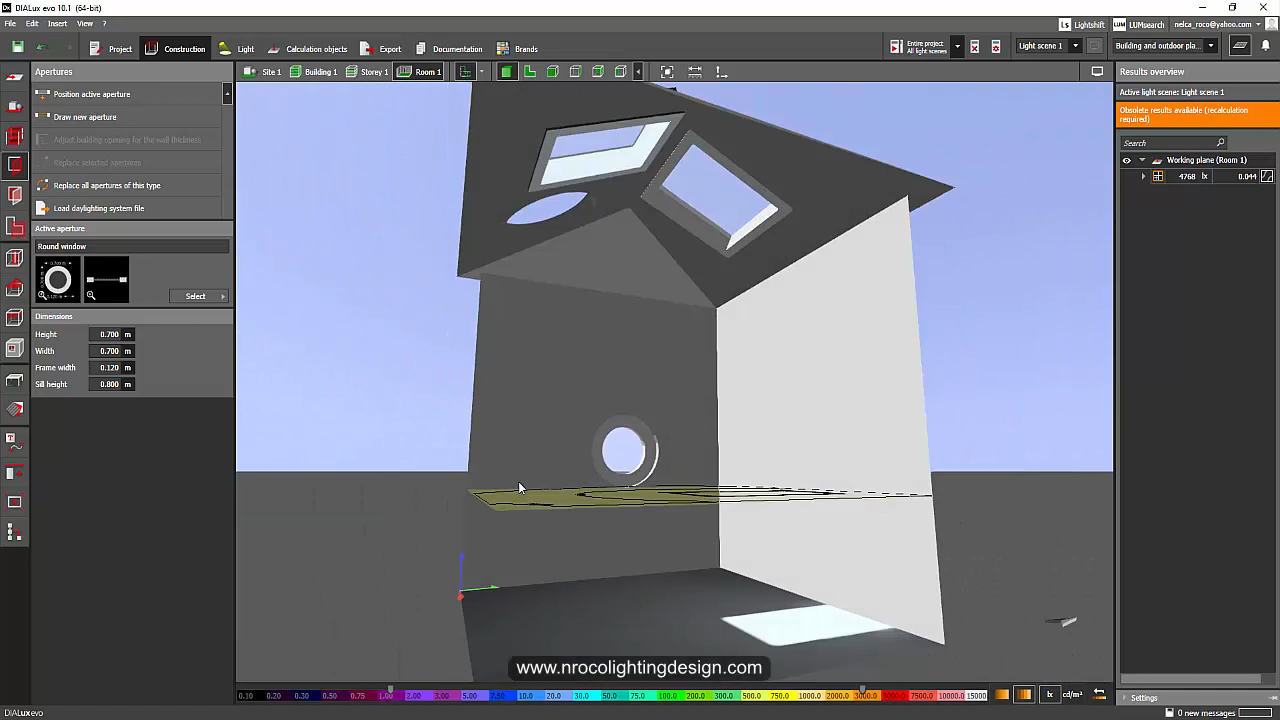 DIALux evo 10.1 (64-bit)
File Edit Insert View ?
Lightshift LUMsearch nelca_roco@yahoo.com
Project Construction Light Calculation objects Export Documentation Brands
Entire project Light scene 1 Building and outdoor pla...
Apertures
Site 1 Building 1 Storey 1 Room 1
Results overview
Position active aperture
Draw new aperture
Adjust building opening for the wall thickness
Replace selected apertures
Replace all apertures of this type
Load daylighting system file
Active aperture
Round window
Select
Dimensions
Height 0.700 m
Width 0.700 m
Frame width 0.120 m
Sill height 0.800 m
Active light scene: Light scene 1
Obsolete results available (recalculation required)
Search
Working plane (Room 1)
4768 lx 0.044
www.nrocolightingdesign.com
0.10 0.20 0.30 0.50 0.75 1.00 2.00 3.00 5.00 7.50 10.0 20.0 30.0 50.0 75.0 100.0 200.0 300.0 500.0 750.0 1000.0 2000.0 3000.0 5000.0 7500.0 10000.0 15000 lx cd/m²
Settings
DIALuxevo
0 new messages